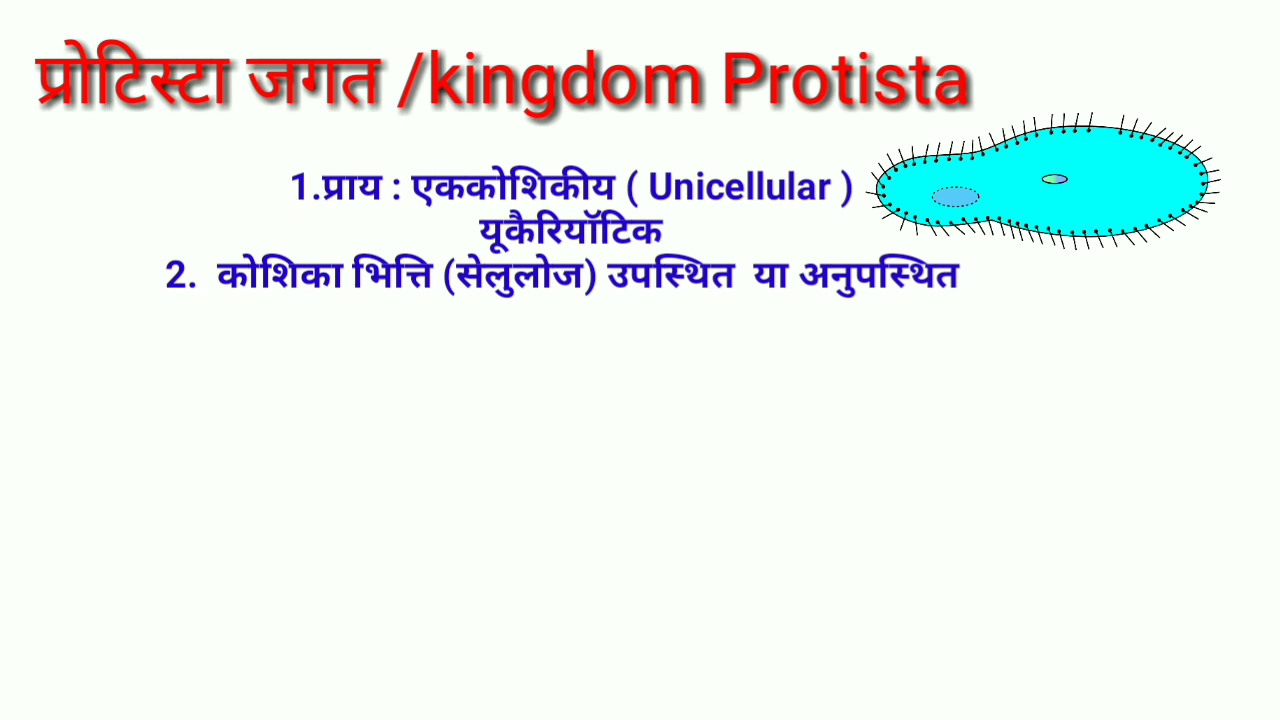 प्रोटिस्टा जगत /kingdom Protista
1.प्राय : एककोशिकीय ( Unicellular )
यूकैरियॉटिक
2. कोशिका भित्ति (सेलुलोज) उपस्थित या अनुपस्थित